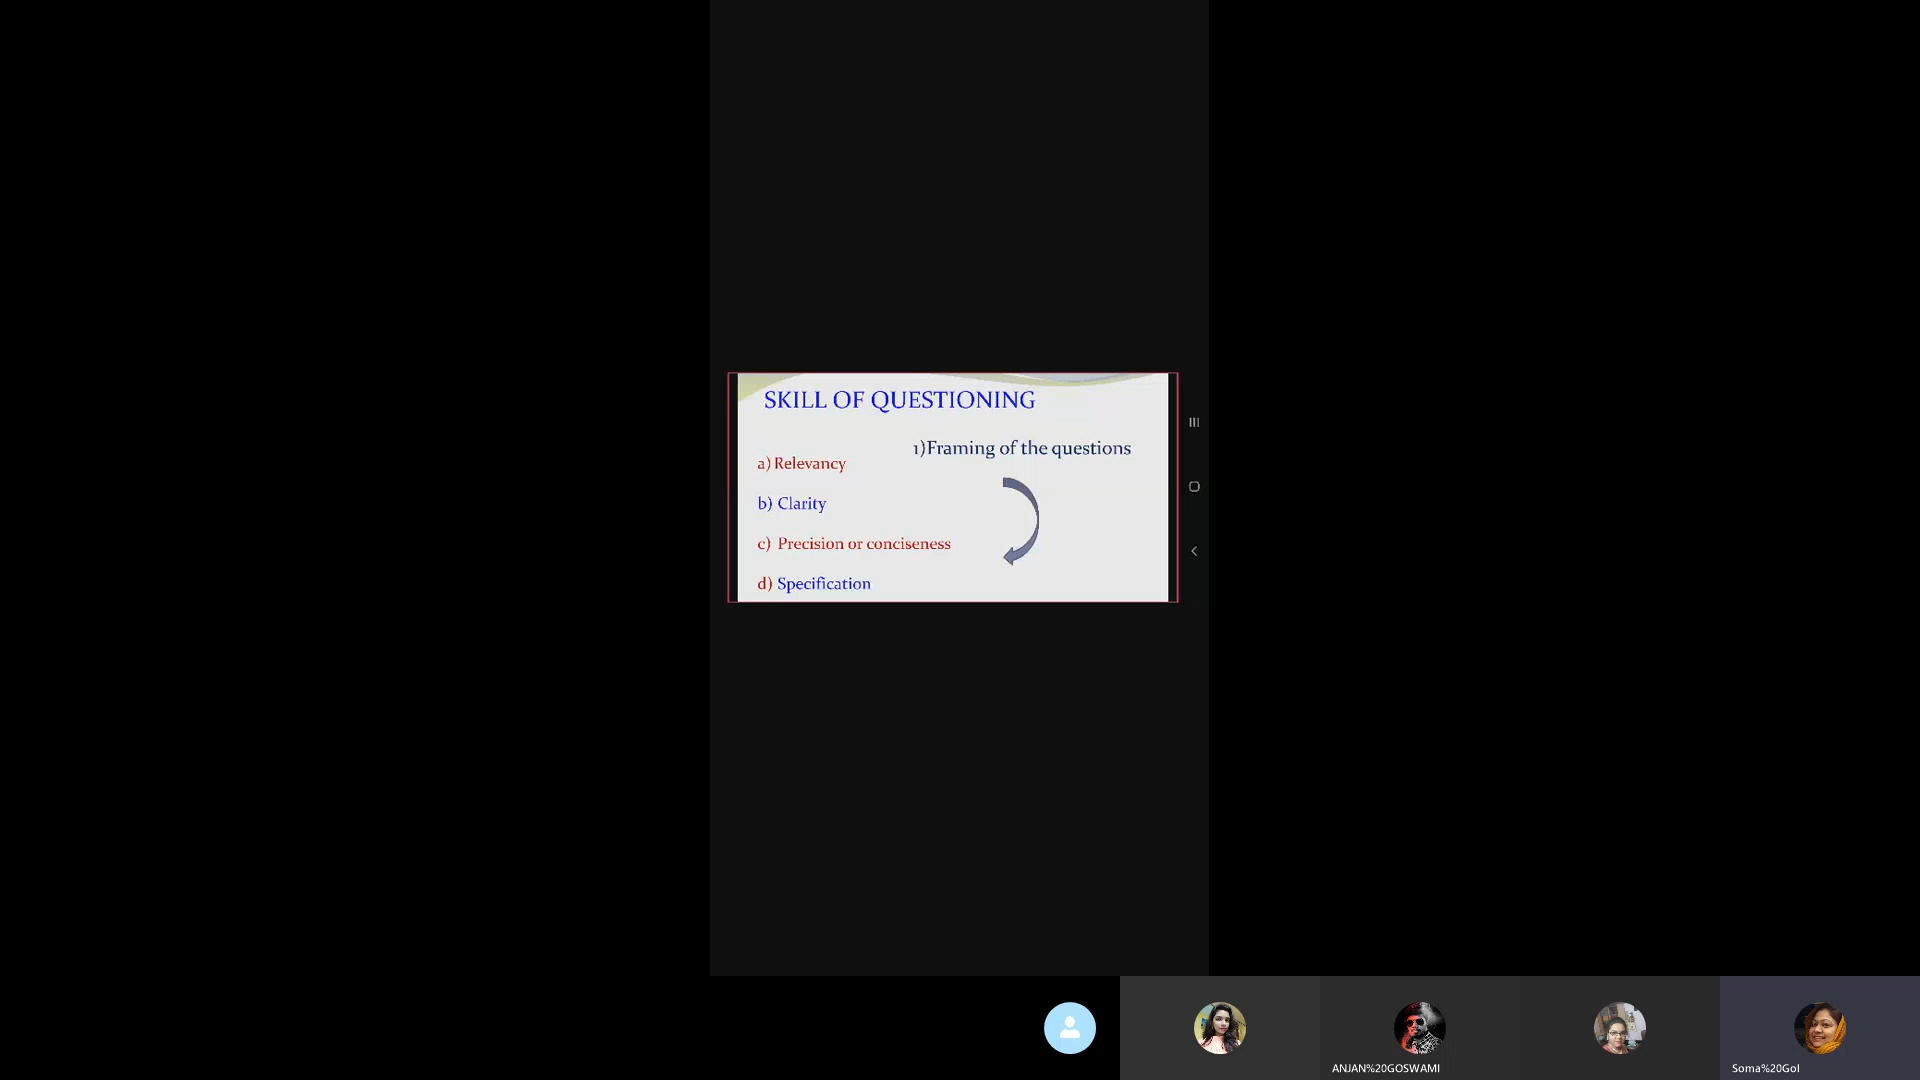 SKILL OF QUESTIONING
1)Framing of the questions
a) Relevancy
b) Clarity
c) Precision or conciseness
d) Specification
ANJAN%20GOSWAMI
Soma%20Gol